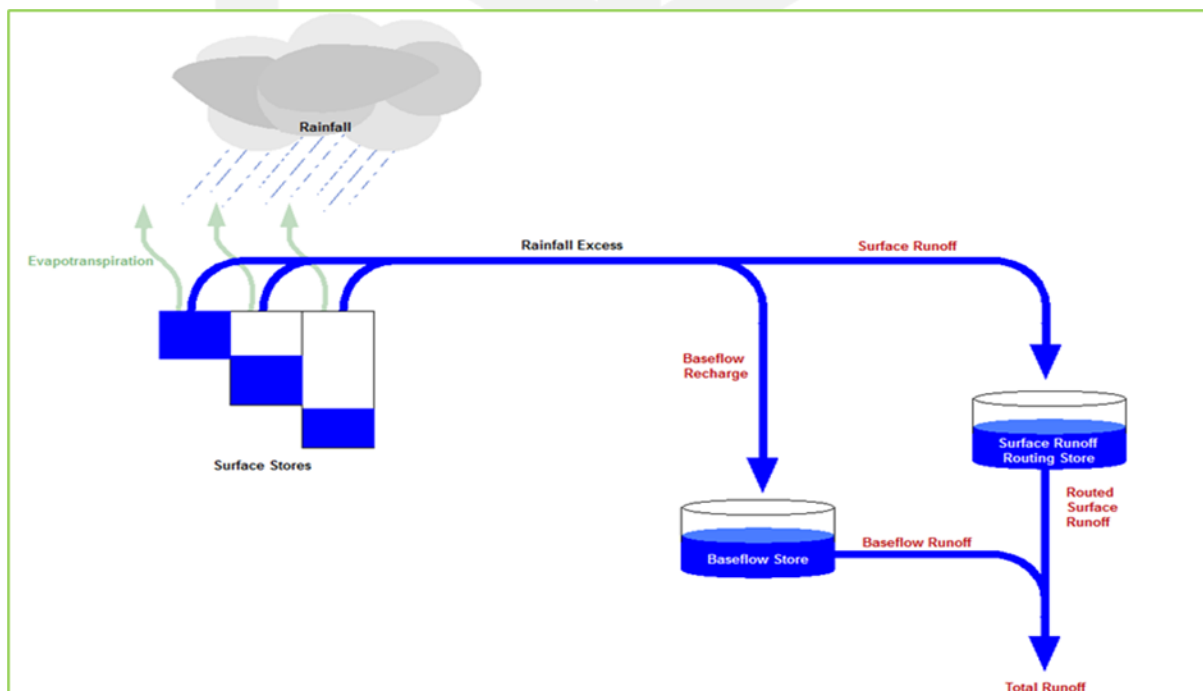 Rainfall
Rainfall Excess
Surface Runoff
Evapotranspiration
Baseflow
Recharge
Surface Stores
Surface Runoff
Routing Store
Routed
Surface
Runoff
Baseflow Runoff
Baseflow Store
Total Runoff